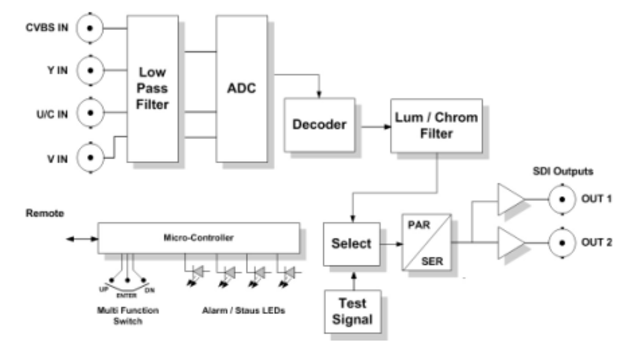 CVBS IN
Y IN
U/C IN
V IN
Low
Pass
Filter
ADC
Decoder
Lum / Chrom
Filter
SDI Outputs
OUT 1
OUT 2
Remote
Micro-Controller
UP
ENTER
DN
Multi Function
Switch
Alarm / Staus LEDs
Select
PAR
SER
Test
Signal